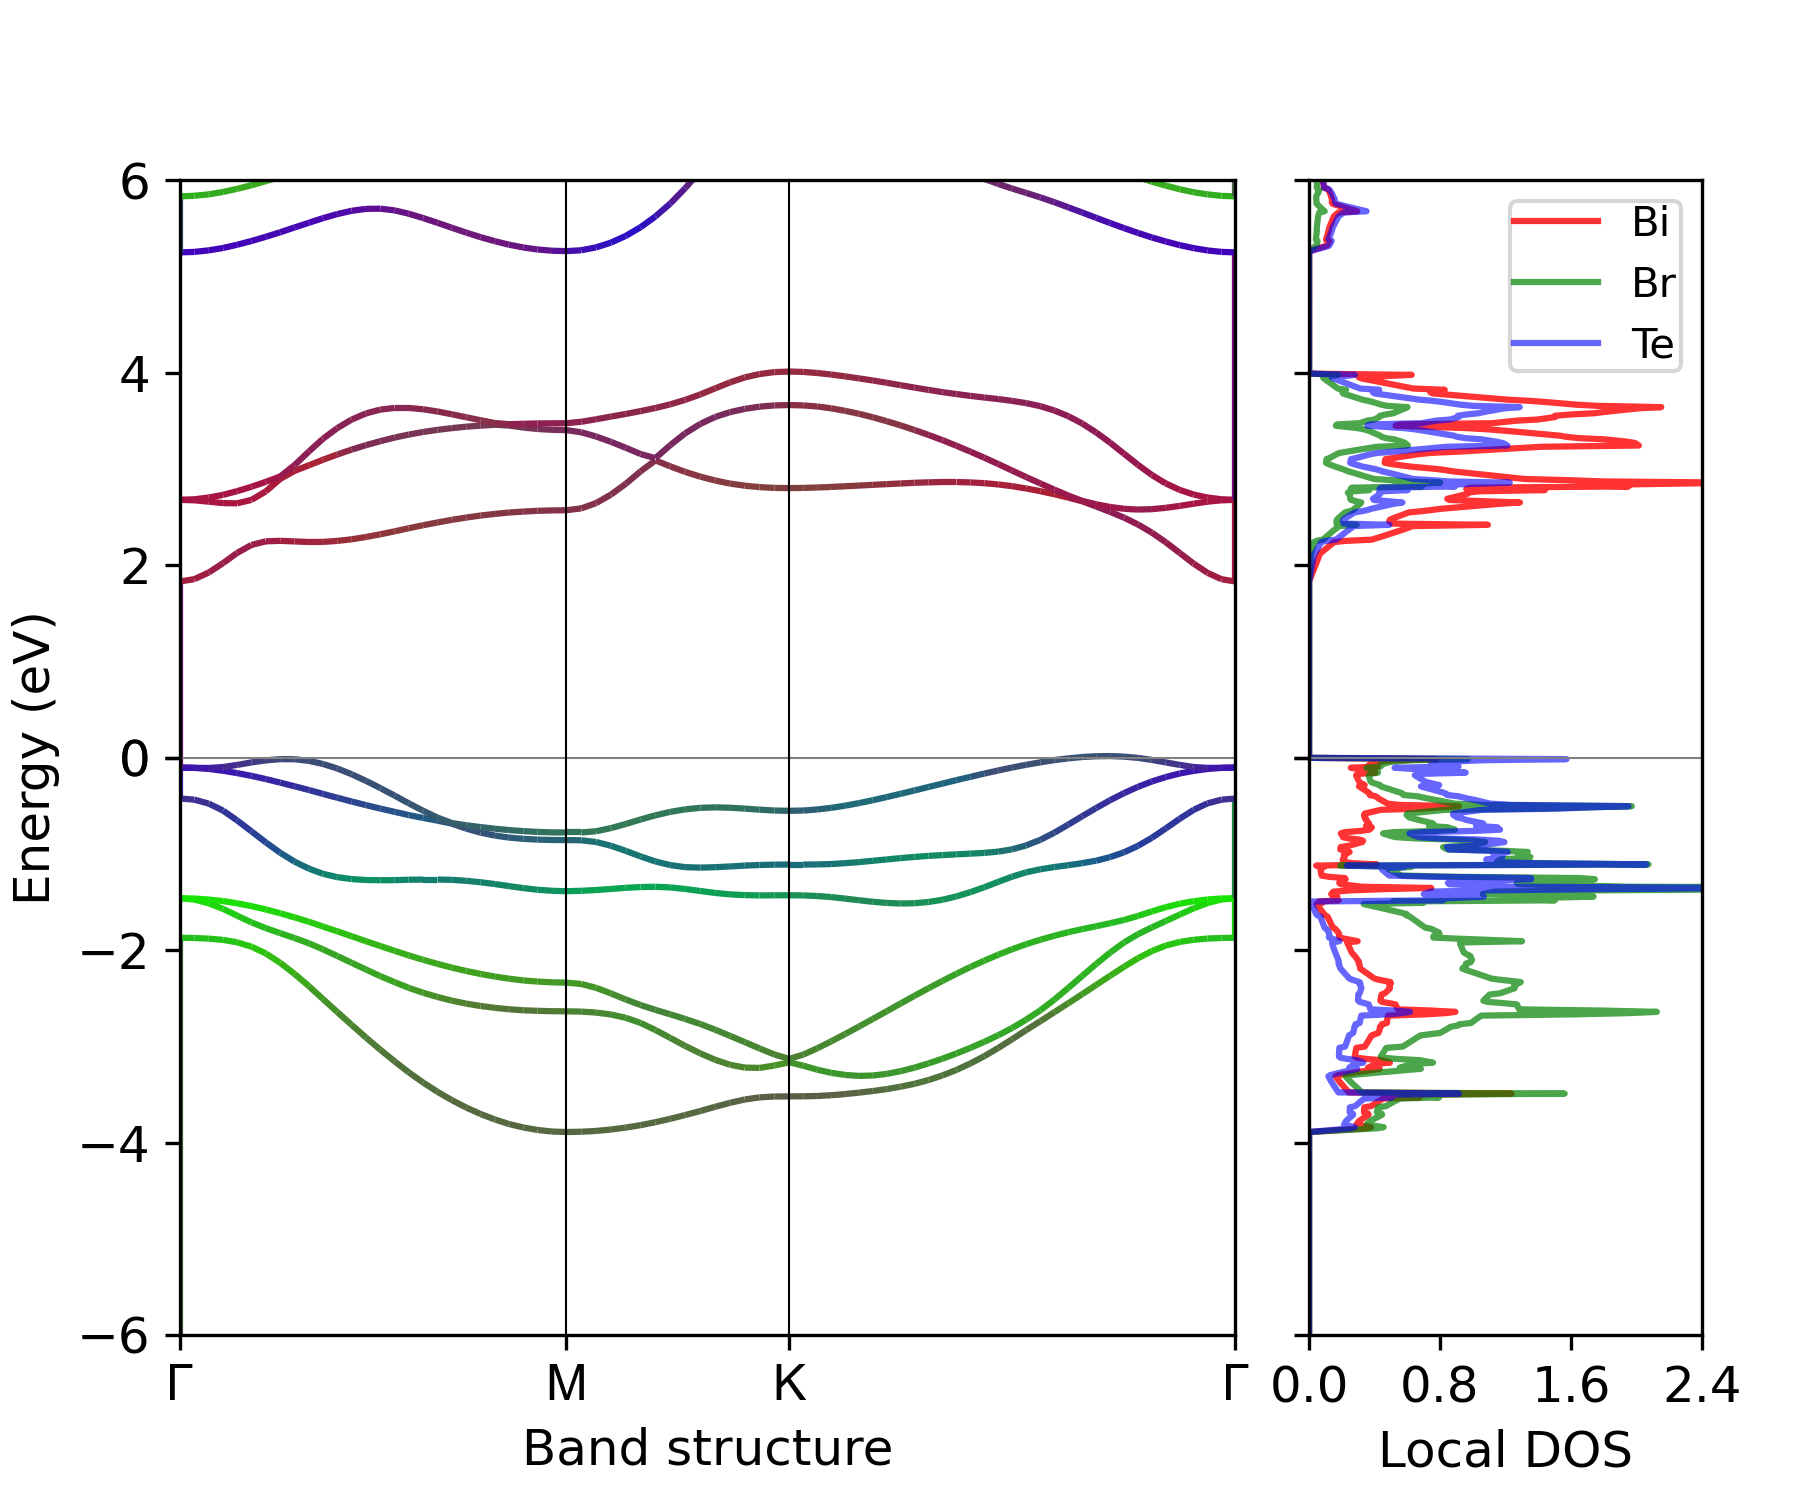 6
4
2
0
−2
−4
−6
Energy (eV)
Γ M K Γ
Band structure
Bi
Br
Te
0.0 0.8 1.6 2.4
Local DOS